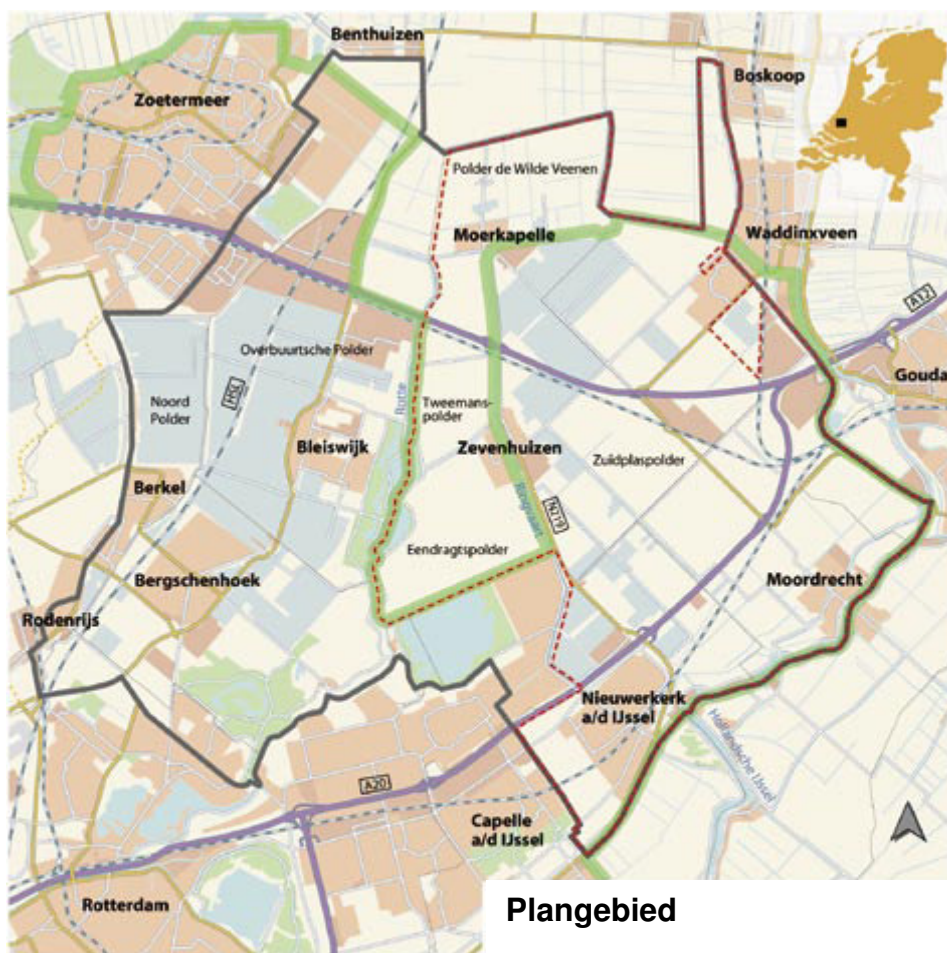 Benthuizen
Boskoop
Zoetermeer
Polder de Wilde Veenen
Moerkapelle
Waddinxveen
A12
Overbuurtsche Polder
Gouda
HSL
Rotte
Noord
Polder
Tweemans-
polder
Bleiswijk
Zevenhuizen
Zuidplaspolder
Berkel
Ringvaart
N219
Eendragtspolder
Bergschenhoek
Moordrecht
Rodenrijs
Nieuwerkerk
a/d IJssel
Hollandsche IJssel
A20
Capelle
a/d IJssel
Rotterdam
Plangebied